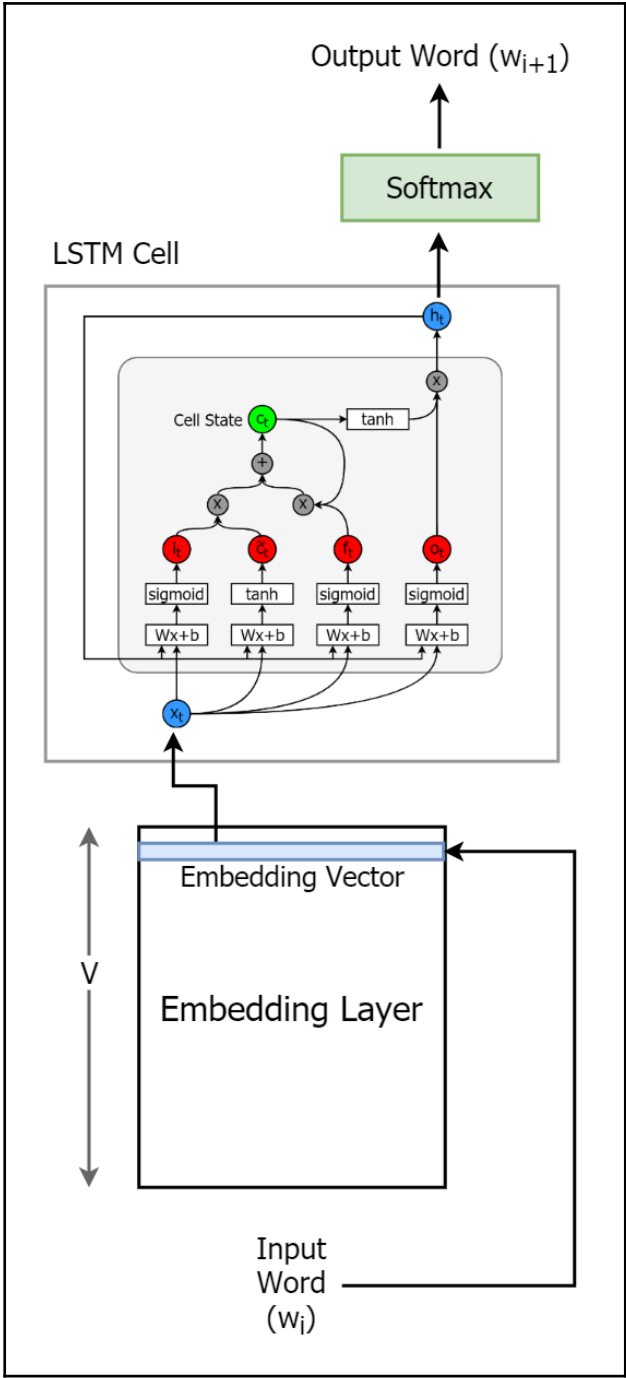 Output Word (wᵢ₊₁)
Softmax
LSTM Cell
hₜ
x
Cell State
cₜ
tanh
+
x
x
iₜ
c̃ₜ
fₜ
oₜ
sigmoid
tanh
sigmoid
sigmoid
Wx+b
Wx+b
Wx+b
Wx+b
xₜ
Embedding Vector
V
Embedding Layer
Input
Word
(wᵢ)